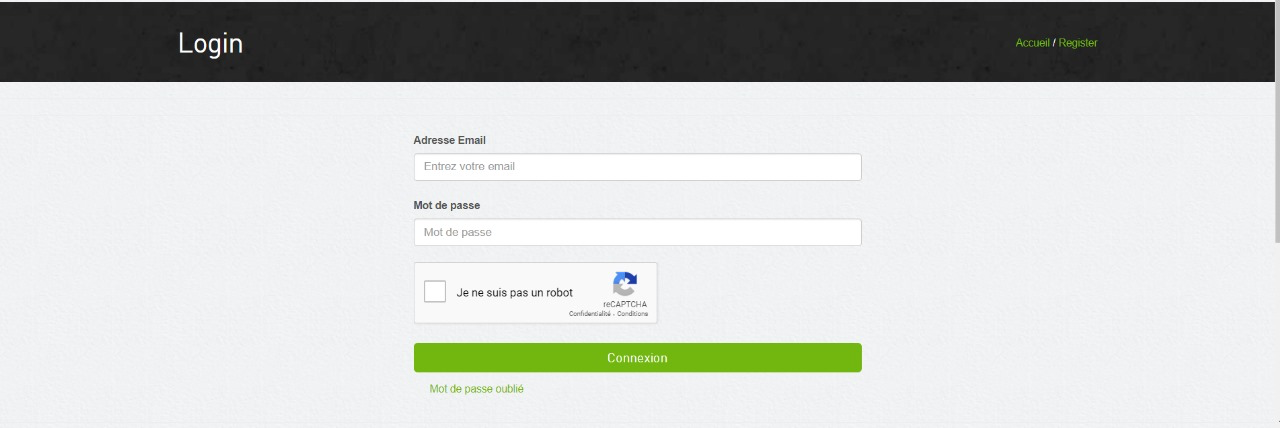 Login
Accueil / Register
Adresse Email
Entrez votre email
Mot de passe
Mot de passe
Je ne suis pas un robot
reCAPTCHA
Confidentialité - Conditions
Connexion
Mot de passe oublié